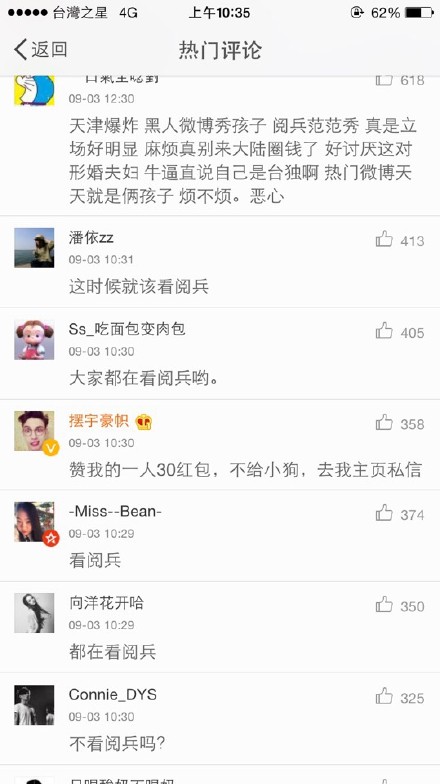 ●●●●● 台灣之星 4G 上午10:35 62%
返回 热门评论
618
09-03 12:30
天津爆炸 黑人微博秀孩子 阅兵范范秀 真是立
场好明显 麻烦真别来大陆圈钱了 好讨厌这对
形婚夫妇 牛逼直说自己是台独啊 热门微博天
天就是俩孩子 烦不烦。恶心
潘依zz 413
09-03 10:31
这时候就该看阅兵
Ss_吃面包变肉包 405
09-03 10:30
大家都在看阅兵哟。
摆宇豪帜 358
09-03 10:30
赞我的一人30红包，不给小狗，去我主页私信
-Miss--Bean- 374
09-03 10:29
看阅兵
向洋花开哈 350
09-03 10:29
都在看阅兵
Connie_DYS 325
09-03 10:30
不看阅兵吗?